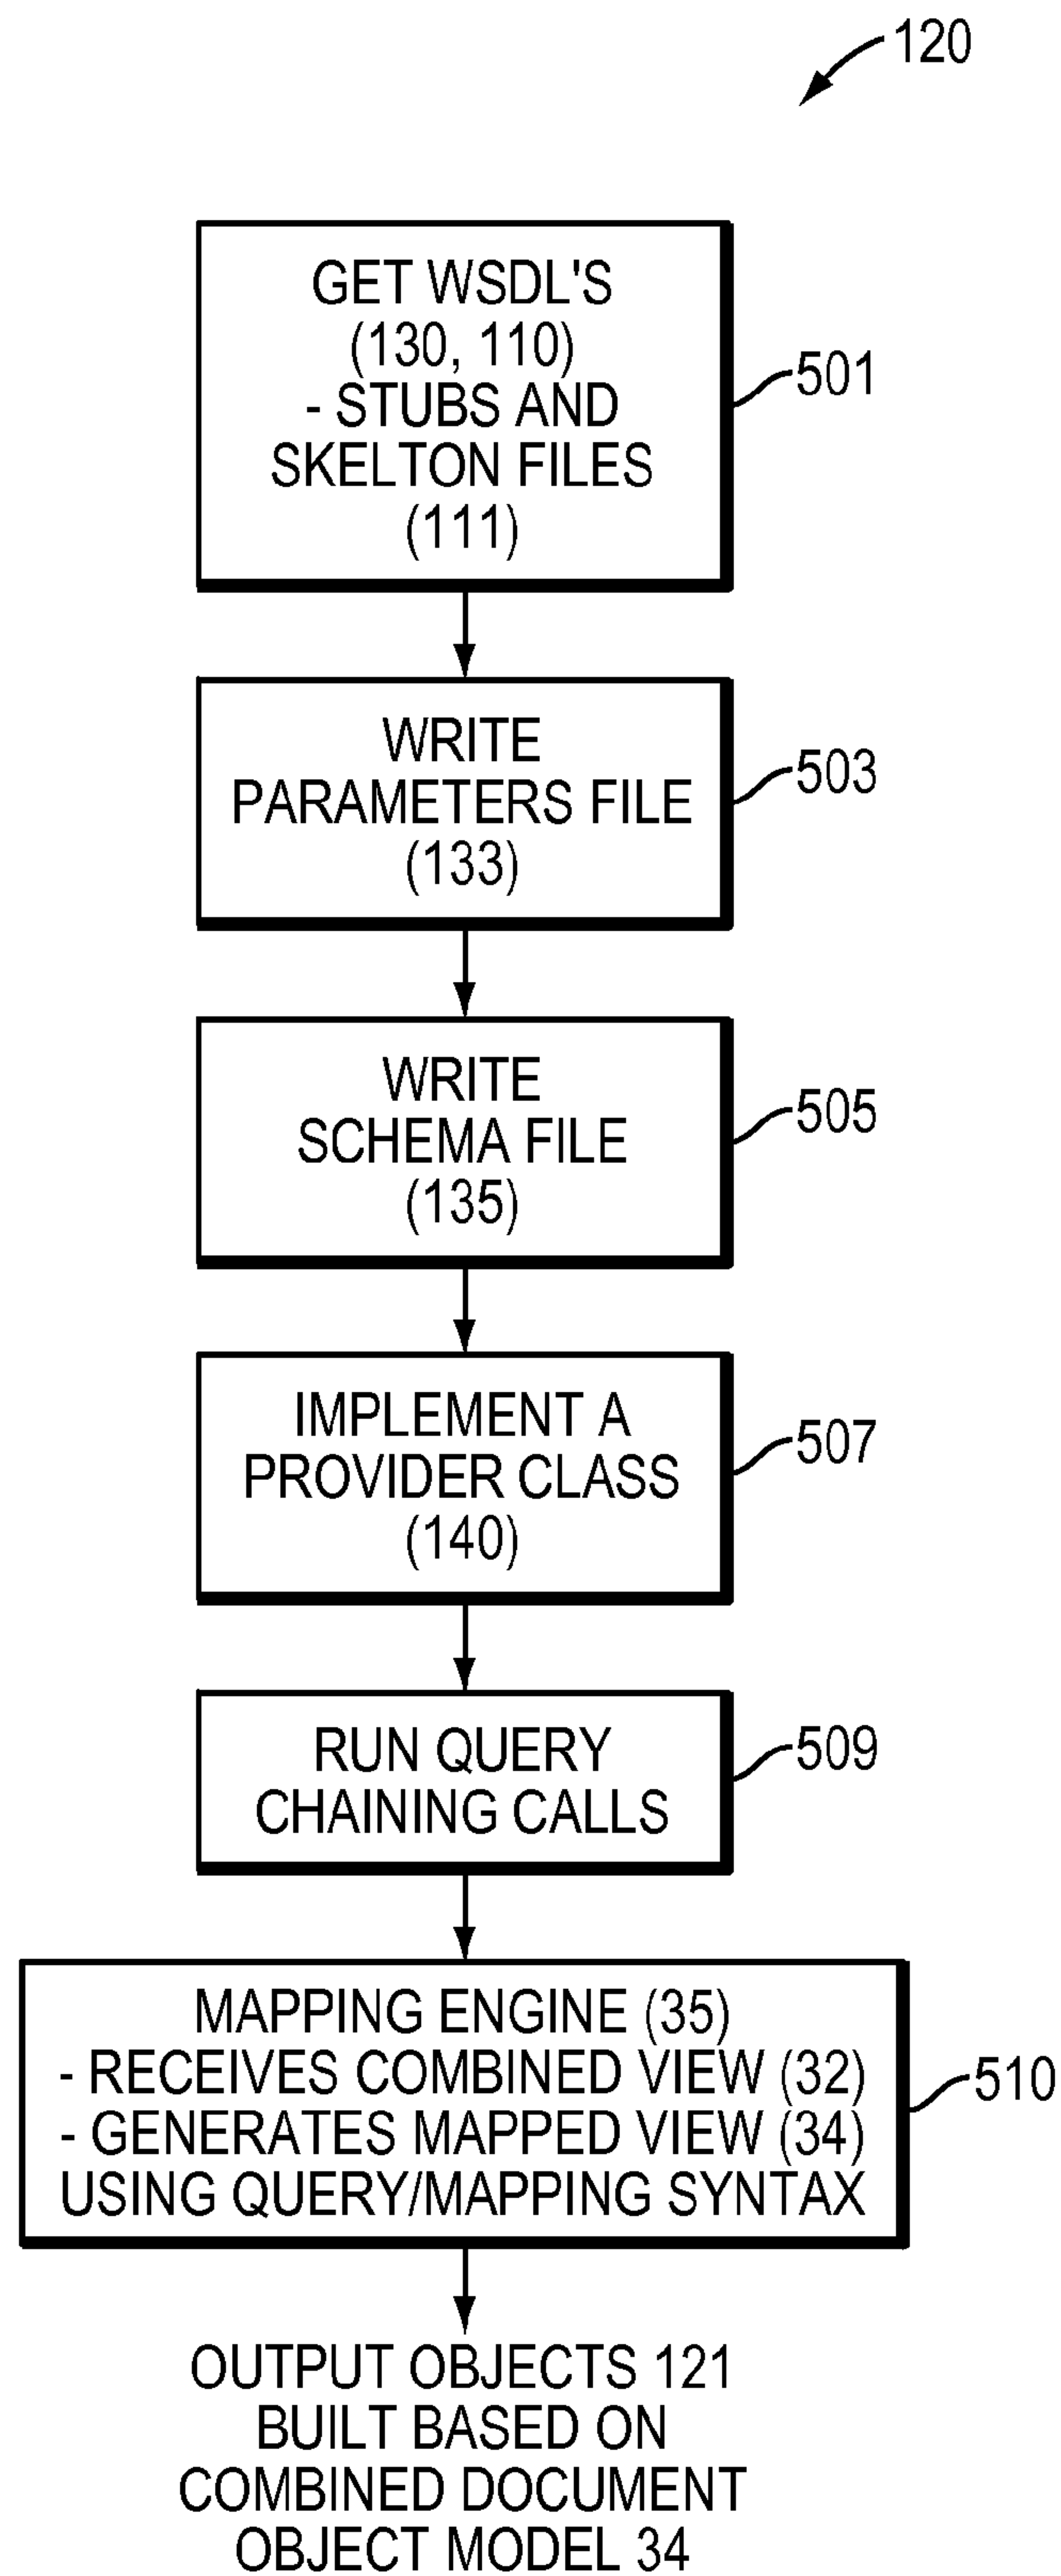 120
GET WSDL'S
(130, 110)
- STUBS AND
SKELTON FILES
(111)
501
WRITE
PARAMETERS FILE
(133)
503
WRITE
SCHEMA FILE
(135)
505
IMPLEMENT A
PROVIDER CLASS
(140)
507
RUN QUERY
CHAINING CALLS
509
MAPPING ENGINE (35)
- RECEIVES COMBINED VIEW (32)
- GENERATES MAPPED VIEW (34)
USING QUERY/MAPPING SYNTAX
510
OUTPUT OBJECTS 121
BUILT BASED ON
COMBINED DOCUMENT
OBJECT MODEL 34